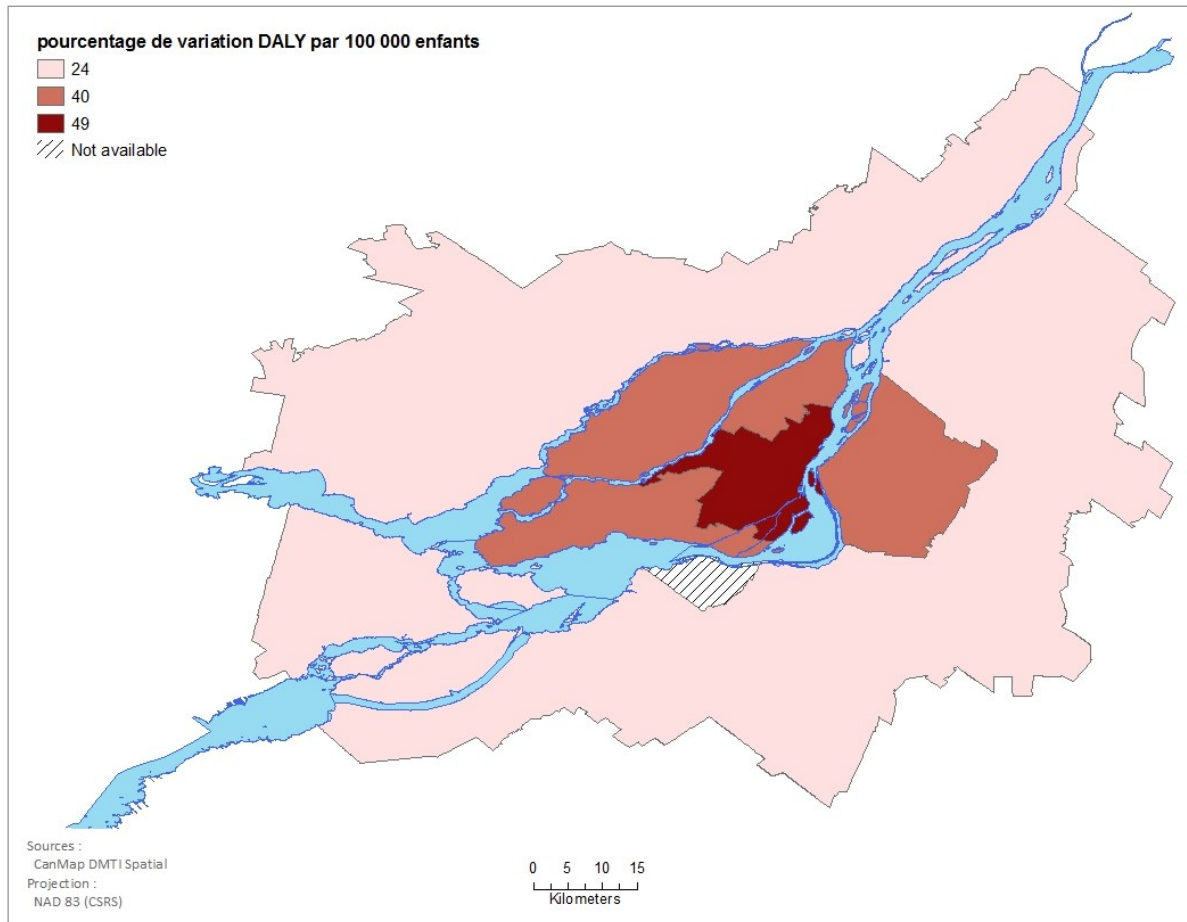 pourcentage de variation DALY par 100 000 enfants
24
40
49
Not available
Sources :
CanMap DMTI Spatial
Projection :
NAD 83 (CSRS)
0 5 10 15
Kilometers